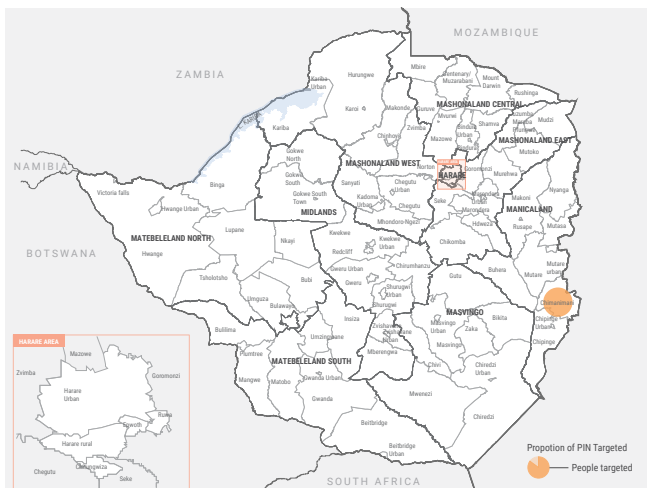 MOZAMBIQUE
ZAMBIA
NAMIBIA
BOTSWANA
SOUTH AFRICA
Mbire
Centenary/
Muzarabani
Mount
Darwin
Rushinga
Kariba
Urban
Hurungwe
MASHONALAND CENTRAL
Karoi
Makonde
Guruve
Mvurwi
Shamva
Mudzi
Kariba
Chinhoyi
Zvimba
Mazowe
Bindura
Urban
Bindura
MASHONALAND EAST
Mutoko
Gokwe
North
MASHONALAND WEST
Norton
HARARE
Goromonzi
Murehwa
Victoria falls
Binga
Gokwe
South
Sanyati
Chegutu
Urban
Seke
Marondera
Urban
Marondera
Makoni
Nyanga
Hwange Urban
Gokwe South
Town
Kadoma
Urban
Chegutu
Hdweza
MANICALAND
MIDLANDS
Mhondoro-Ngezi
Rusape
Mutasa
MATEBELELAND NORTH
Lupane
Kwekwe
Chikomba
Hwange
Nkayi
Redcliff
Kwekwe
Urban
Mutare
urban
Tsholotsho
Bubi
Gweru Urban
Chirumhanzu
Gutu
Buhera
Mutare
Gweru
Shurugwi
Urban
Umguza
Bulawayo
Shurugwi
MASVINGO
Chimanimani
Bulilima
Insiza
Zvishavane
Zvishavane
Urban
Masvingo
Urban
Zaka
Bikita
Chipinge
Urban
Umzingwane
Plumtree
MATEBELELAND SOUTH
Mberengwa
Masvingo
Chipinge
Mangwe
Matobo
Gwanda Urban
Chivi
Chiredzi
Urban
Gwanda
Mwenezi
Chiredzi
Beitbridge
Beitbridge
Urban
HARARE AREA
Mazowe
Zvimba
Goromonzi
Harare
Urban
Ruwa
Epwoth
Harare rural
Chegutu
Chitungwiza
Seke
Propotion of PIN Targeted
People targeted